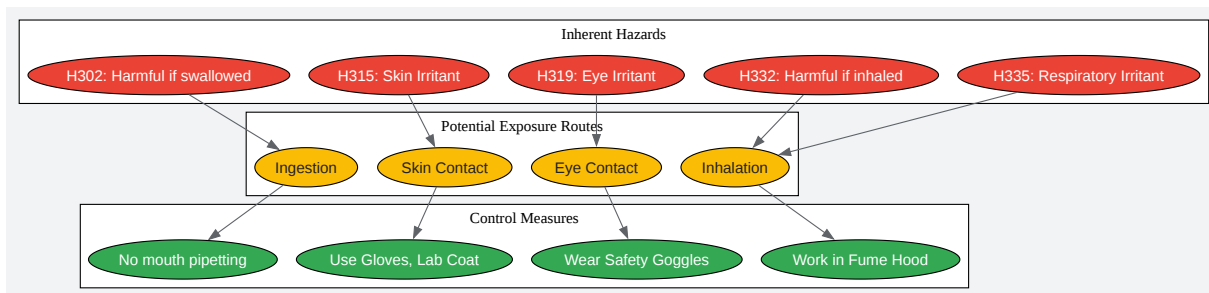 Inherent Hazards
H302: Harmful if swallowed
H315: Skin Irritant
H319: Eye Irritant
H332: Harmful if inhaled
H335: Respiratory Irritant
Potential Exposure Routes
Ingestion
Skin Contact
Eye Contact
Inhalation
Control Measures
No mouth pipetting
Use Gloves, Lab Coat
Wear Safety Goggles
Work in Fume Hood